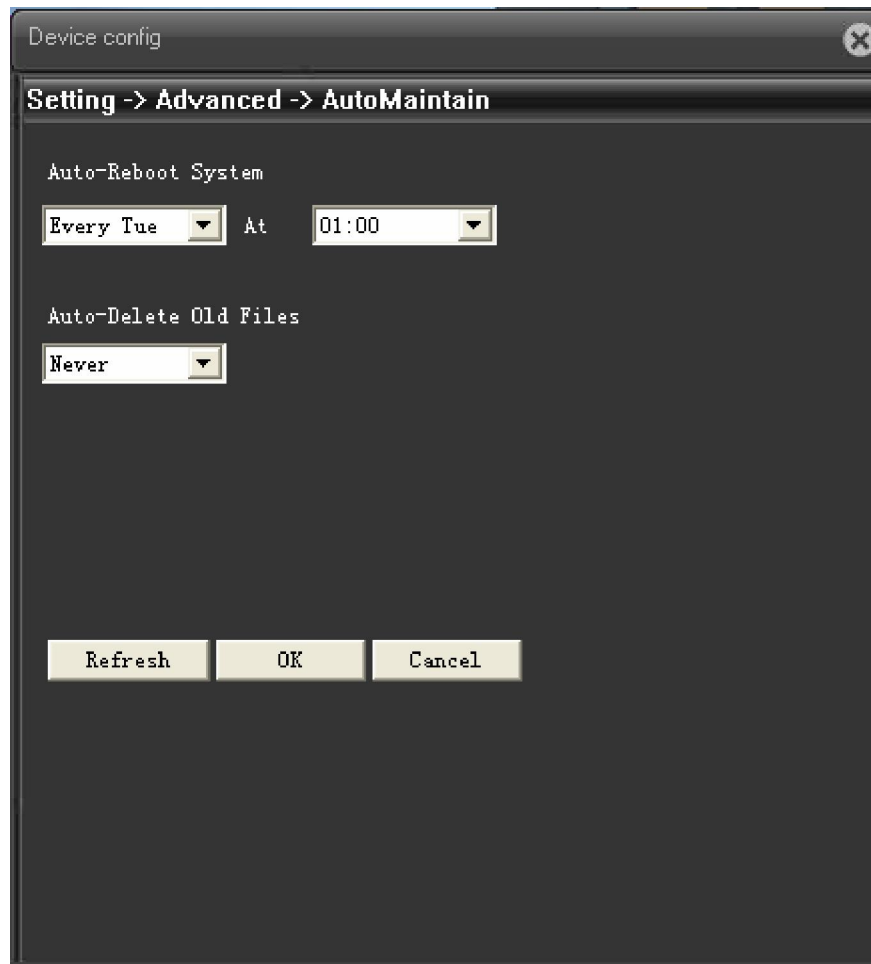 Device config
Setting -> Advanced -> AutoMaintain
Auto-Reboot System
Every Tue At 01:00
Auto-Delete Old Files
Never
Refresh OK Cancel